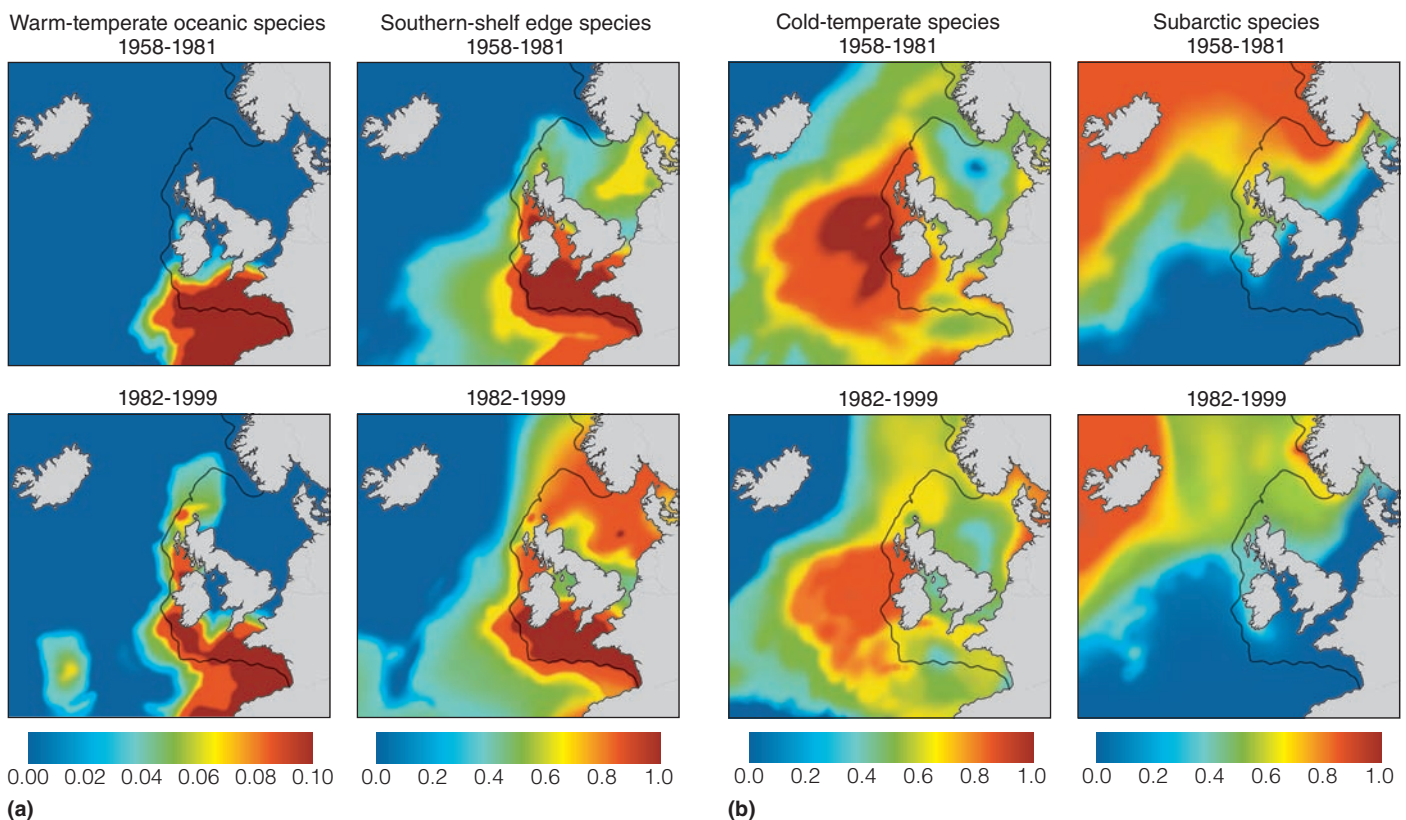 Warm-temperate oceanic species
1958-1981
Southern-shelf edge species
1958-1981
Cold-temperate species
1958-1981
Subarctic species
1958-1981
1982-1999
1982-1999
1982-1999
1982-1999
0.00 0.02 0.04 0.06 0.08 0.10
0.0 0.2 0.4 0.6 0.8 1.0
0.0 0.2 0.4 0.6 0.8 1.0
0.0 0.2 0.4 0.6 0.8 1.0
(a)
(b)